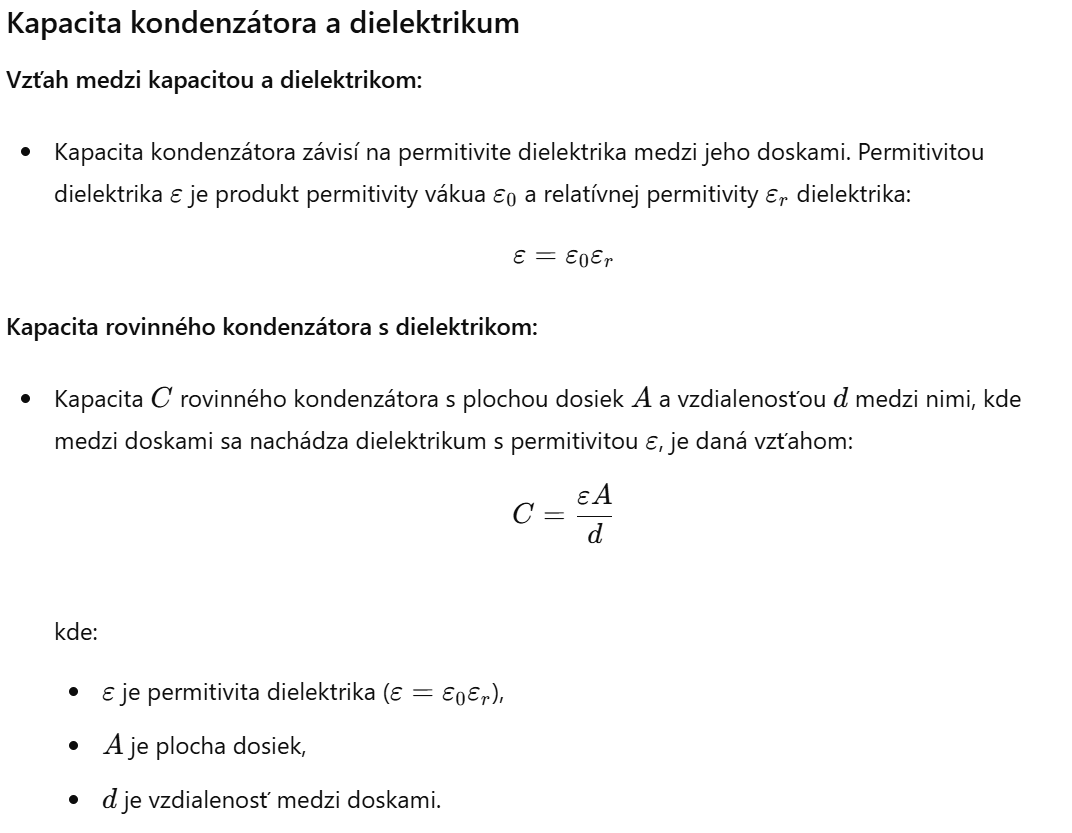 Kapacita kondenzátora a dielektrikum
Vzťah medzi kapacitou a dielektrikom:
• Kapacita kondenzátora závisí na permitivite dielektrika medzi jeho doskami. Permitivitou
dielektrika ε je produkt permitivity vákua ε₀ a relatívnej permitivity εᵣ dielektrika:
ε = ε₀εᵣ
Kapacita rovinného kondenzátora s dielektrikom:
• Kapacita C rovinného kondenzátora s plochou dosiek A a vzdialenosťou d medzi nimi, kde
medzi doskami sa nachádza dielektrikum s permitivitou ε, je daná vzťahom:
C = εA/d
kde:
• ε je permitivita dielektrika (ε = ε₀εᵣ),
• A je plocha dosiek,
• d je vzdialenosť medzi doskami.